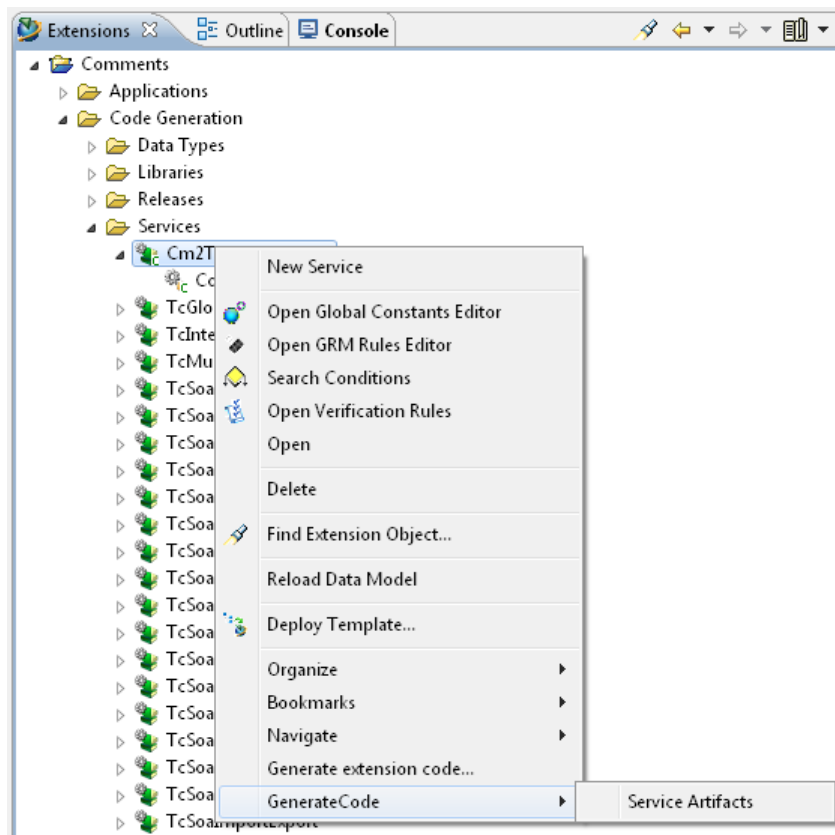 Extensions Outline Console
Comments
Applications
Code Generation
Data Types
Libraries
Releases
Services
Cm2T
New Service
Co
TcGlo
Open Global Constants Editor
TcInte
Open GRM Rules Editor
TcMu
Search Conditions
TcSoa
Open Verification Rules
TcSoa
Open
TcSoa
TcSoa
Delete
TcSoa
TcSoa
Find Extension Object...
TcSoa
TcSoa
Reload Data Model
TcSoa
TcSoa
Deploy Template...
TcSoa
TcSoa
Organize
TcSoa
Bookmarks
TcSoa
Navigate
TcSoa
Generate extension code...
TcSoa
GenerateCode
Service Artifacts